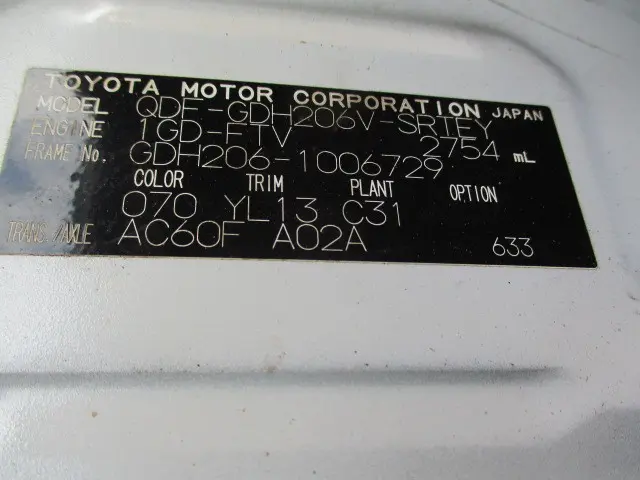 TOYOTA MOTOR CORPORATION JAPAN
MODEL QDF-GDH206V-SRTEY
ENGINE 1GD-FTV 2754 mL
FRAME No. GDH206-1006729
COLOR TRIM PLANT OPTION
070 YL13 C31
TRANS./AXLE AC60F A02A 633